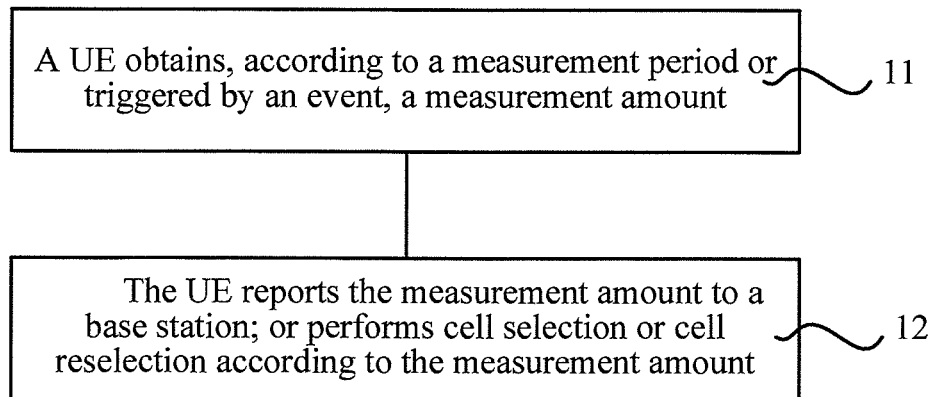 A UE obtains, according to a measurement period or
triggered by an event, a measurement amount
11
The UE reports the measurement amount to a
base station; or performs cell selection or cell
reselection according to the measurement amount
12